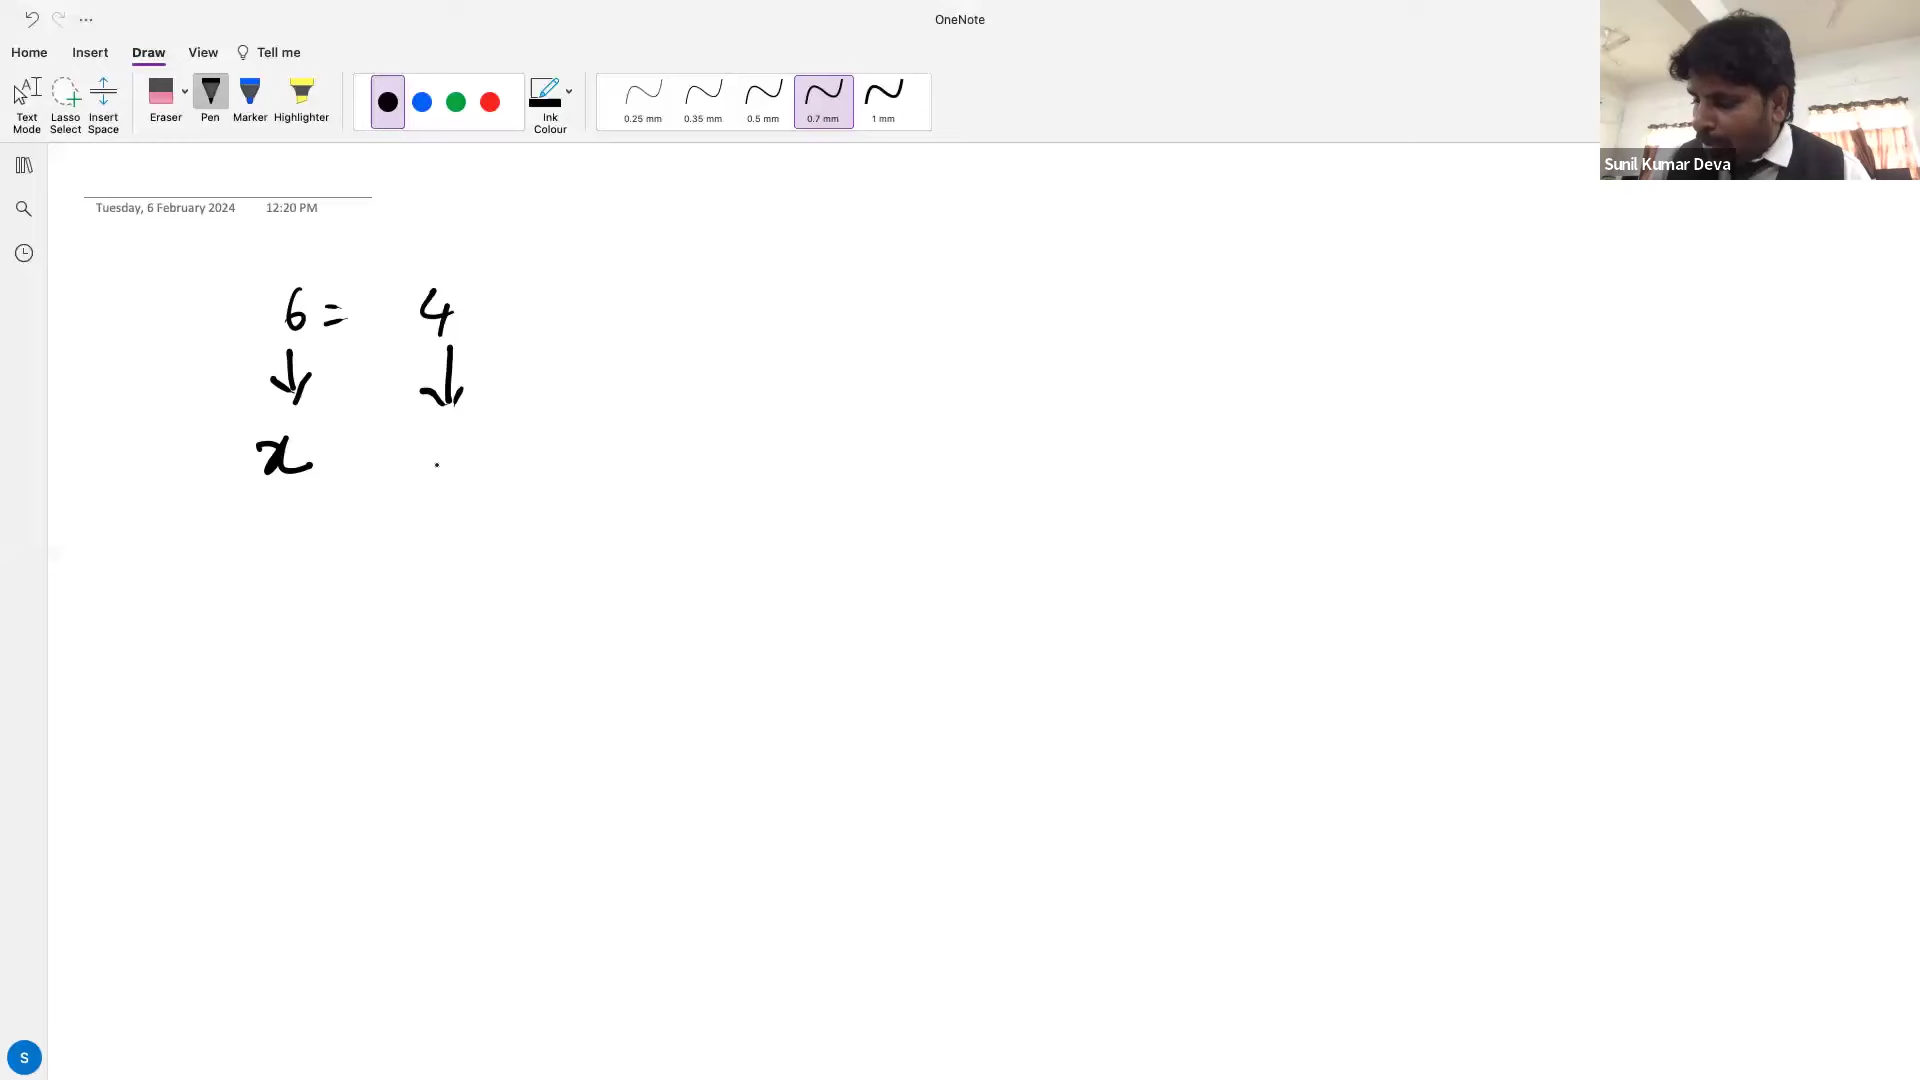 OneNote
Home Insert Draw View Tell me
Text Mode Lasso Select Insert Space Eraser Pen Marker Highlighter Ink Colour 0.25 mm 0.35 mm 0.5 mm 0.7 mm 1 mm
Sunil Kumar Deva
Tuesday, 6 February 2024 12:20 PM
6 = 4
↓ ↓
x .
S